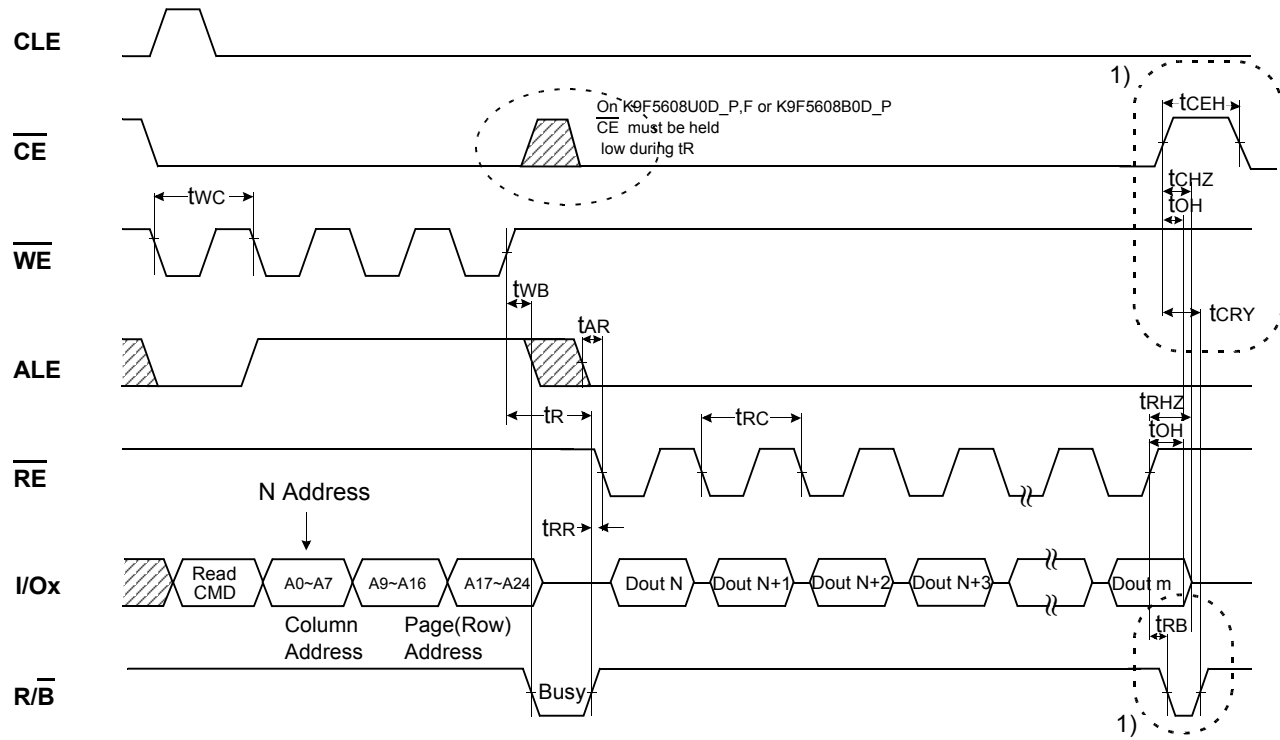 CLE
1)
tCEH
On K9F5608U0D_P,F or K9F5608B0D_P
CE must be held
low during tR
CE
tWC
tCHZ
tOH
WE
tWB
tCRY
tAR
ALE
tR
tRC
tRHZ
tOH
RE
N Address
tRR
I/Ox
Read
CMD
A0~A7
A9~A16
A17~A24
Dout N
Dout N+1
Dout N+2
Dout N+3
Dout m
Column
Address
Page(Row)
Address
tRB
R/B
Busy
1)